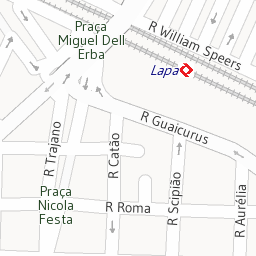 Praça
Miguel Dell
Erba
R William Speers
Lapa
R Guaicurus
R Trajano
R Catão
R Scipião
R Aurélia
Praça
Nicola
Festa
R Roma